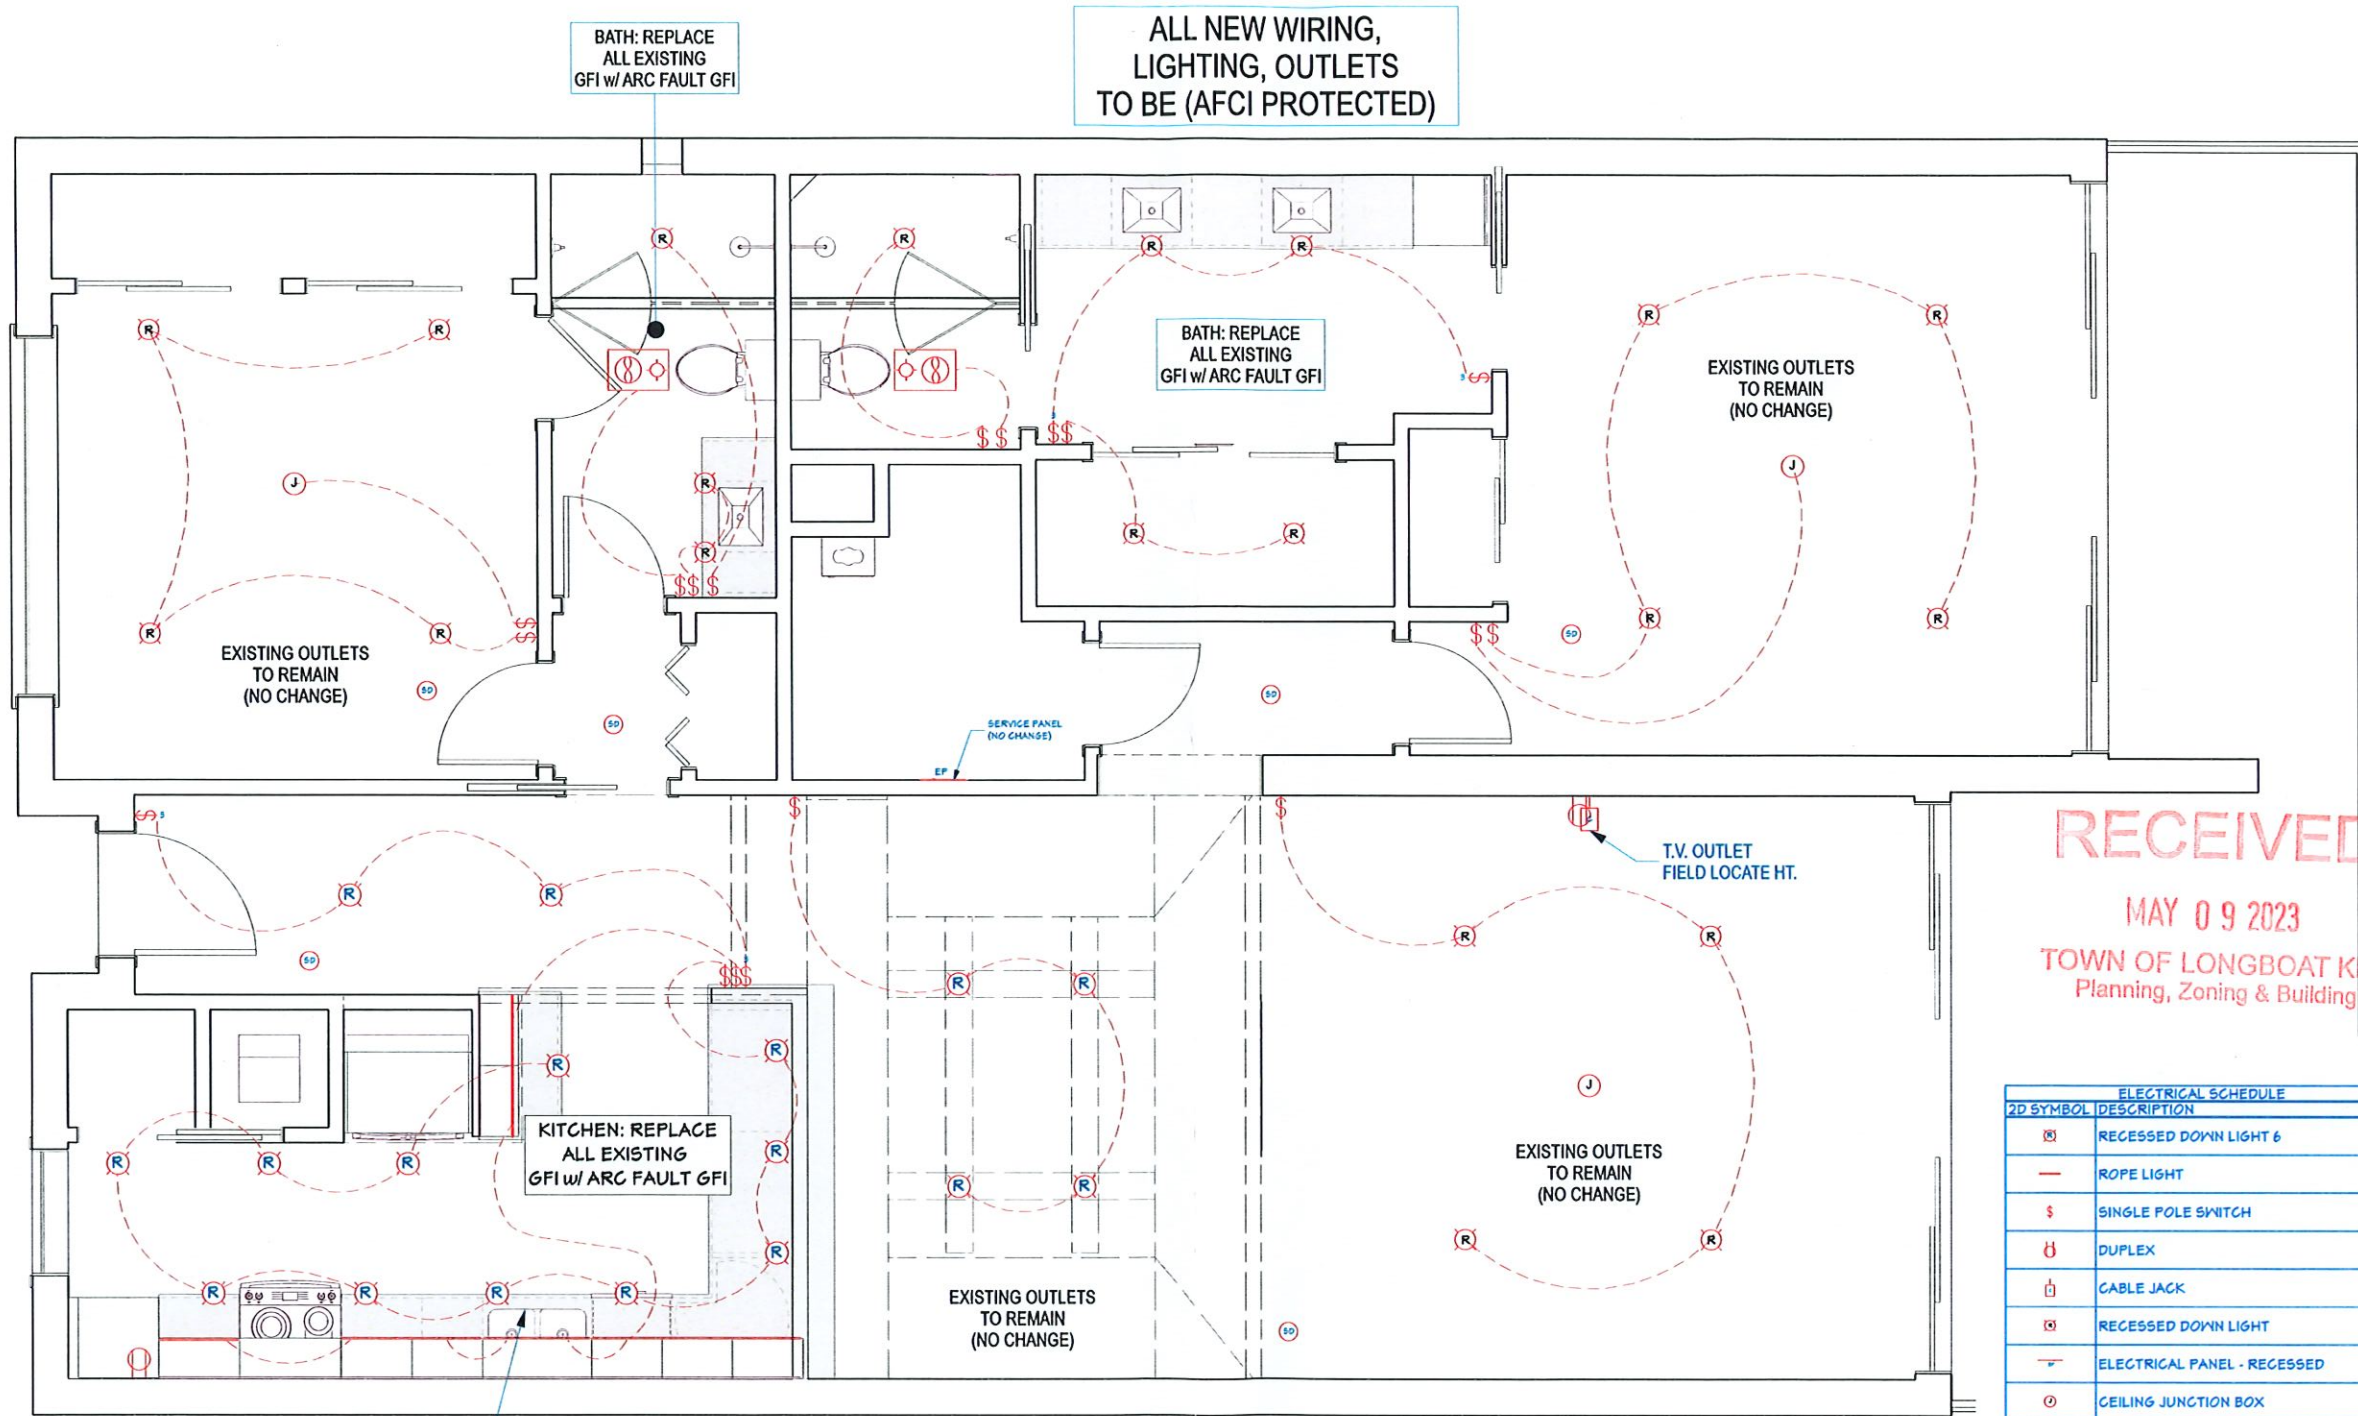 BATH: REPLACE
ALL EXISTING
GFI w/ ARC FAULT GFI
ALL NEW WIRING,
LIGHTING, OUTLETS
TO BE (AFCI PROTECTED)
BATH: REPLACE
ALL EXISTING
GFI w/ ARC FAULT GFI
EXISTING OUTLETS
TO REMAIN
(NO CHANGE)
EXISTING OUTLETS
TO REMAIN
(NO CHANGE)
SERVICE PANEL
(NO CHANGE)
EP
T.V. OUTLET
FIELD LOCATE HT.
RECEIVED
MAY 09 2023
TOWN OF LONGBOAT K
Planning, Zoning & Building
KITCHEN: REPLACE
ALL EXISTING
GFI w/ ARC FAULT GFI
EXISTING OUTLETS
TO REMAIN
(NO CHANGE)
EXISTING OUTLETS
TO REMAIN
(NO CHANGE)
ELECTRICAL SCHEDULE
2D SYMBOL DESCRIPTION
R RECESSED DOWN LIGHT 6
ROPE LIGHT
$ SINGLE POLE SWITCH
DUPLEX
CABLE JACK
R RECESSED DOWN LIGHT
EP ELECTRICAL PANEL - RECESSED
J CEILING JUNCTION BOX